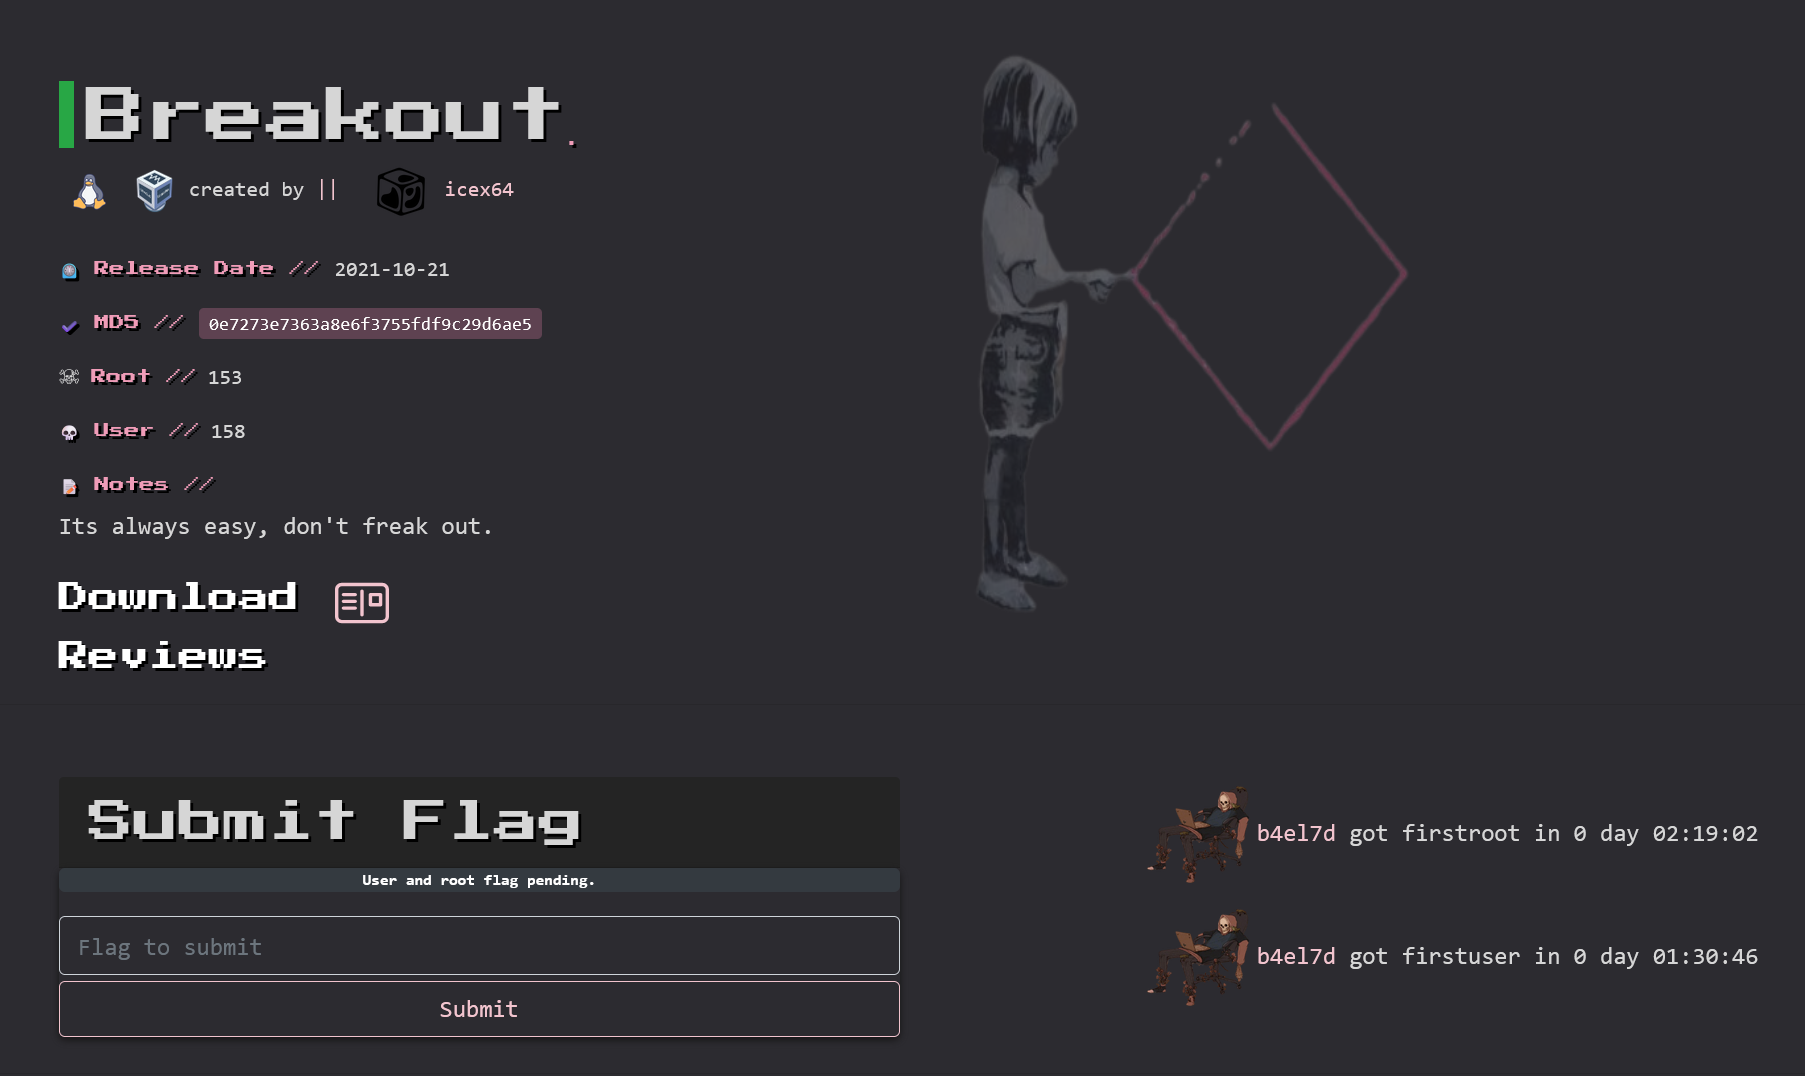 Breakout.
created by || icex64
Release Date // 2021-10-21
MD5 // 0e7273e7363a8e6f3755fdf9c29d6ae5
Root // 153
User // 158
Notes //
Its always easy, don't freak out.
Download
Reviews
Submit Flag
User and root flag pending.
Flag to submit
Submit
b4el7d got firstroot in 0 day 02:19:02
b4el7d got firstuser in 0 day 01:30:46